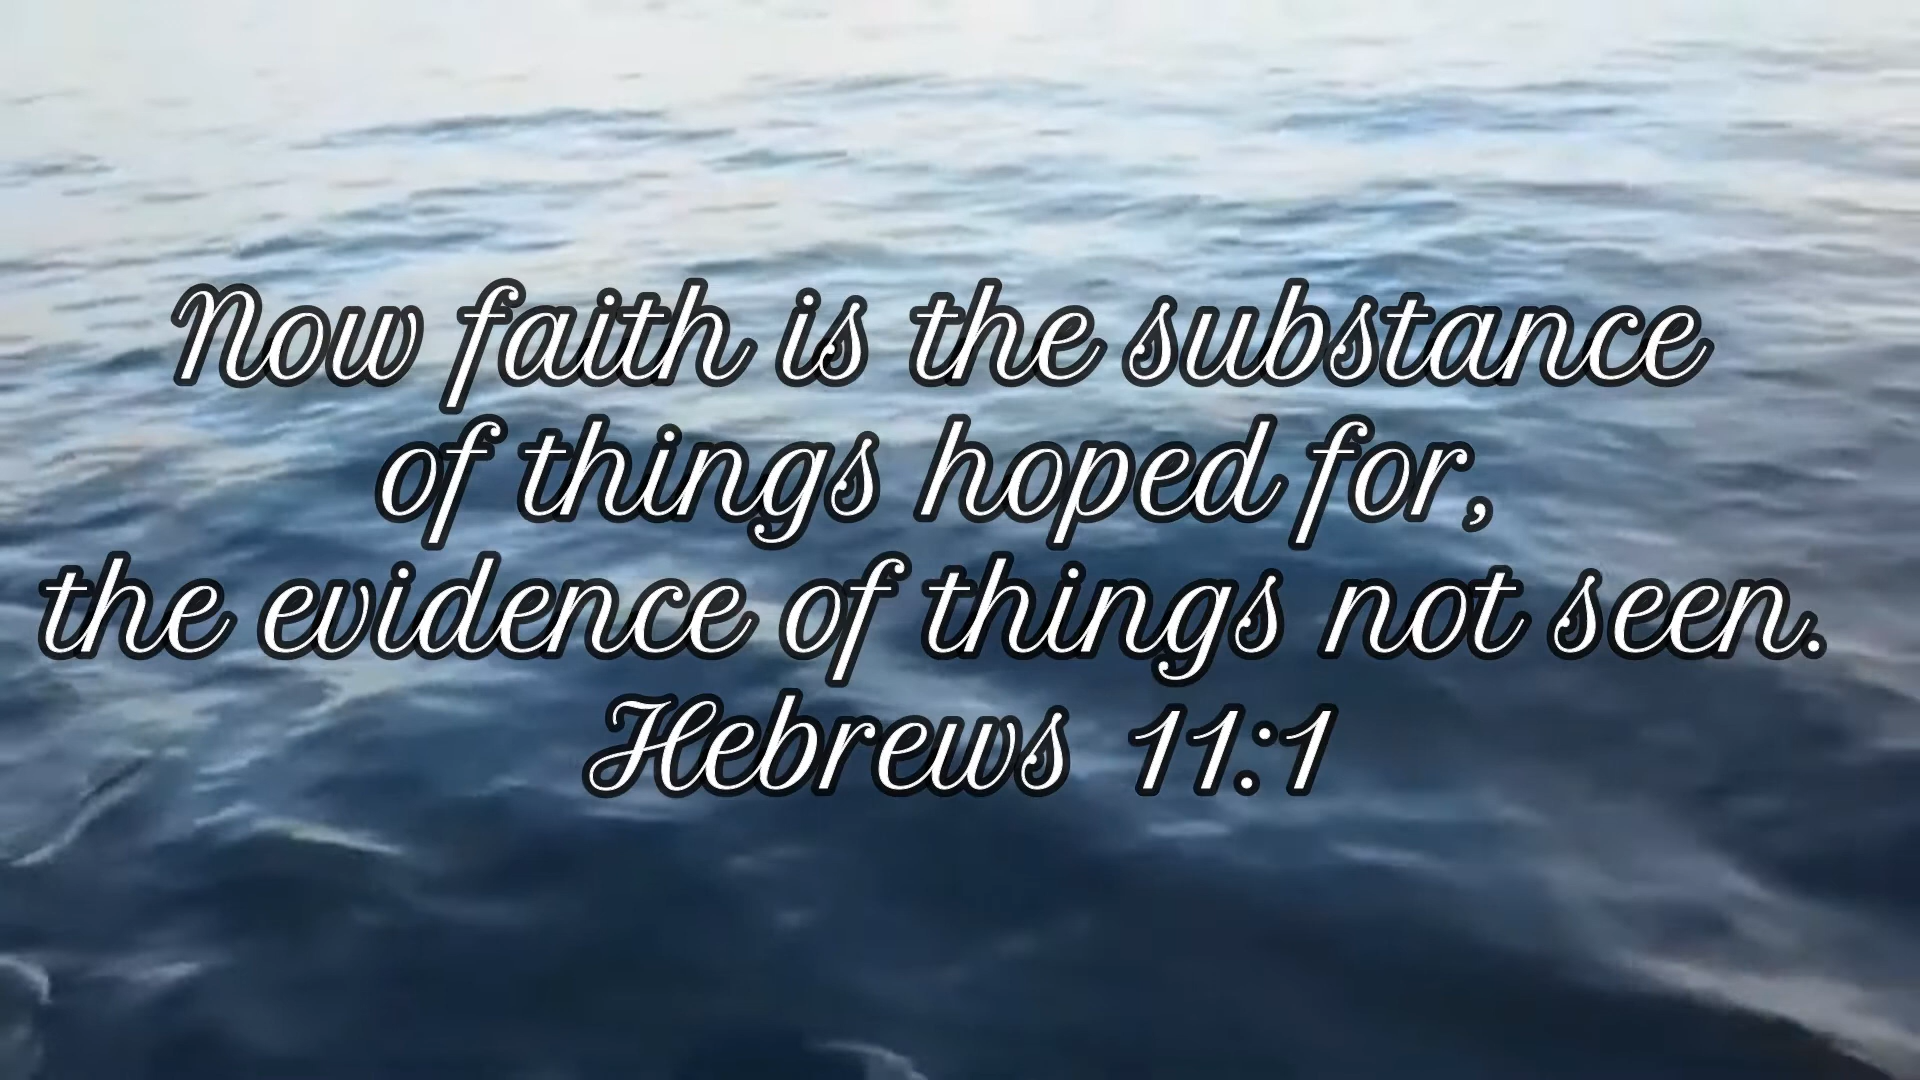 Now faith is the substance
of things hoped for,
the evidence of things not seen.
Hebrews 11:1